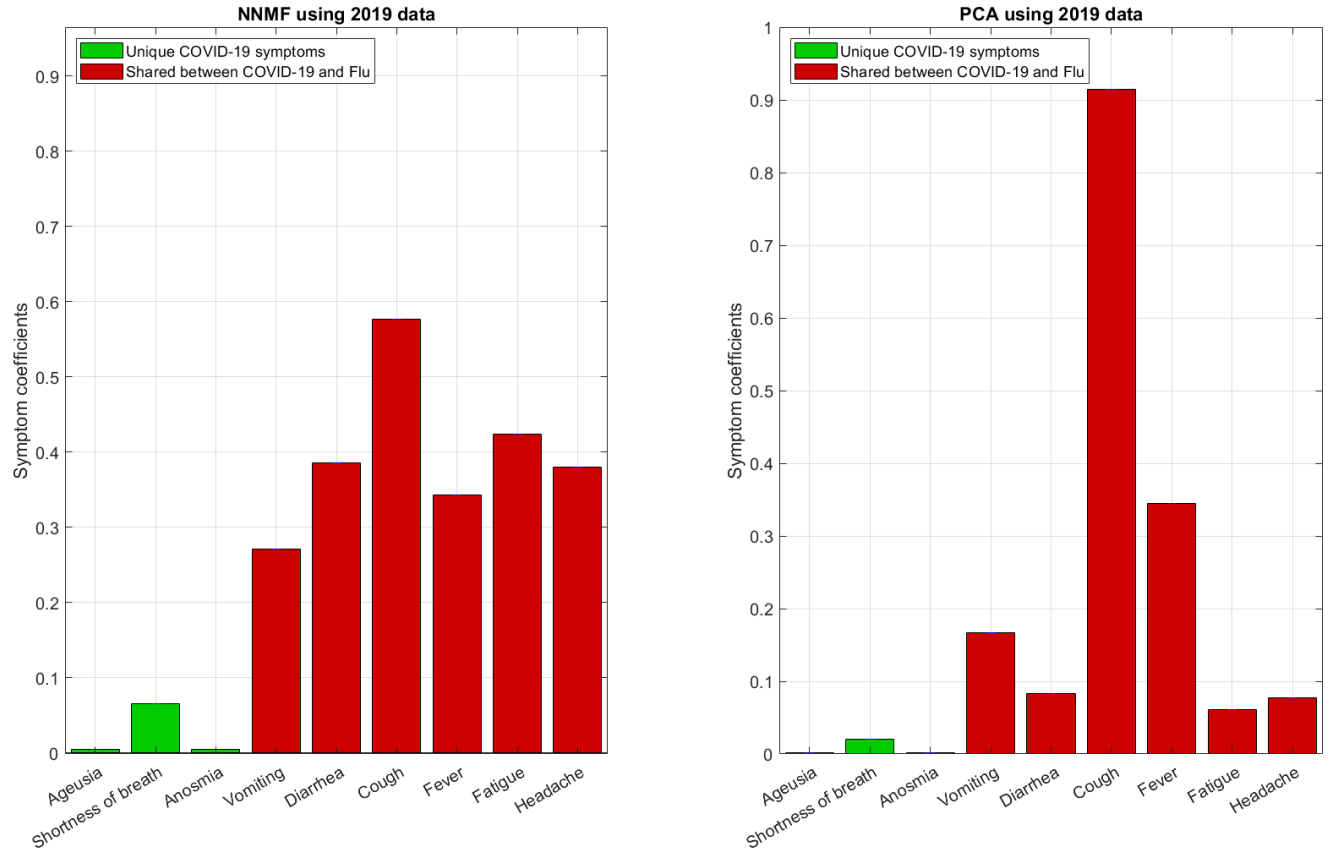 NNMF using 2019 data
Unique COVID-19 symptoms
Shared between COVID-19 and Flu
Symptom coefficients
0.9
0.8
0.7
0.6
0.5
0.4
0.3
0.2
0.1
0
Ageusia
Shortness of breath
Anosmia
Vomiting
Diarrhea
Cough
Fever
Fatigue
Headache
PCA using 2019 data
Unique COVID-19 symptoms
Shared between COVID-19 and Flu
Symptom coefficients
1
0.9
0.8
0.7
0.6
0.5
0.4
0.3
0.2
0.1
0
Ageusia
Shortness of breath
Anosmia
Vomiting
Diarrhea
Cough
Fever
Fatigue
Headache